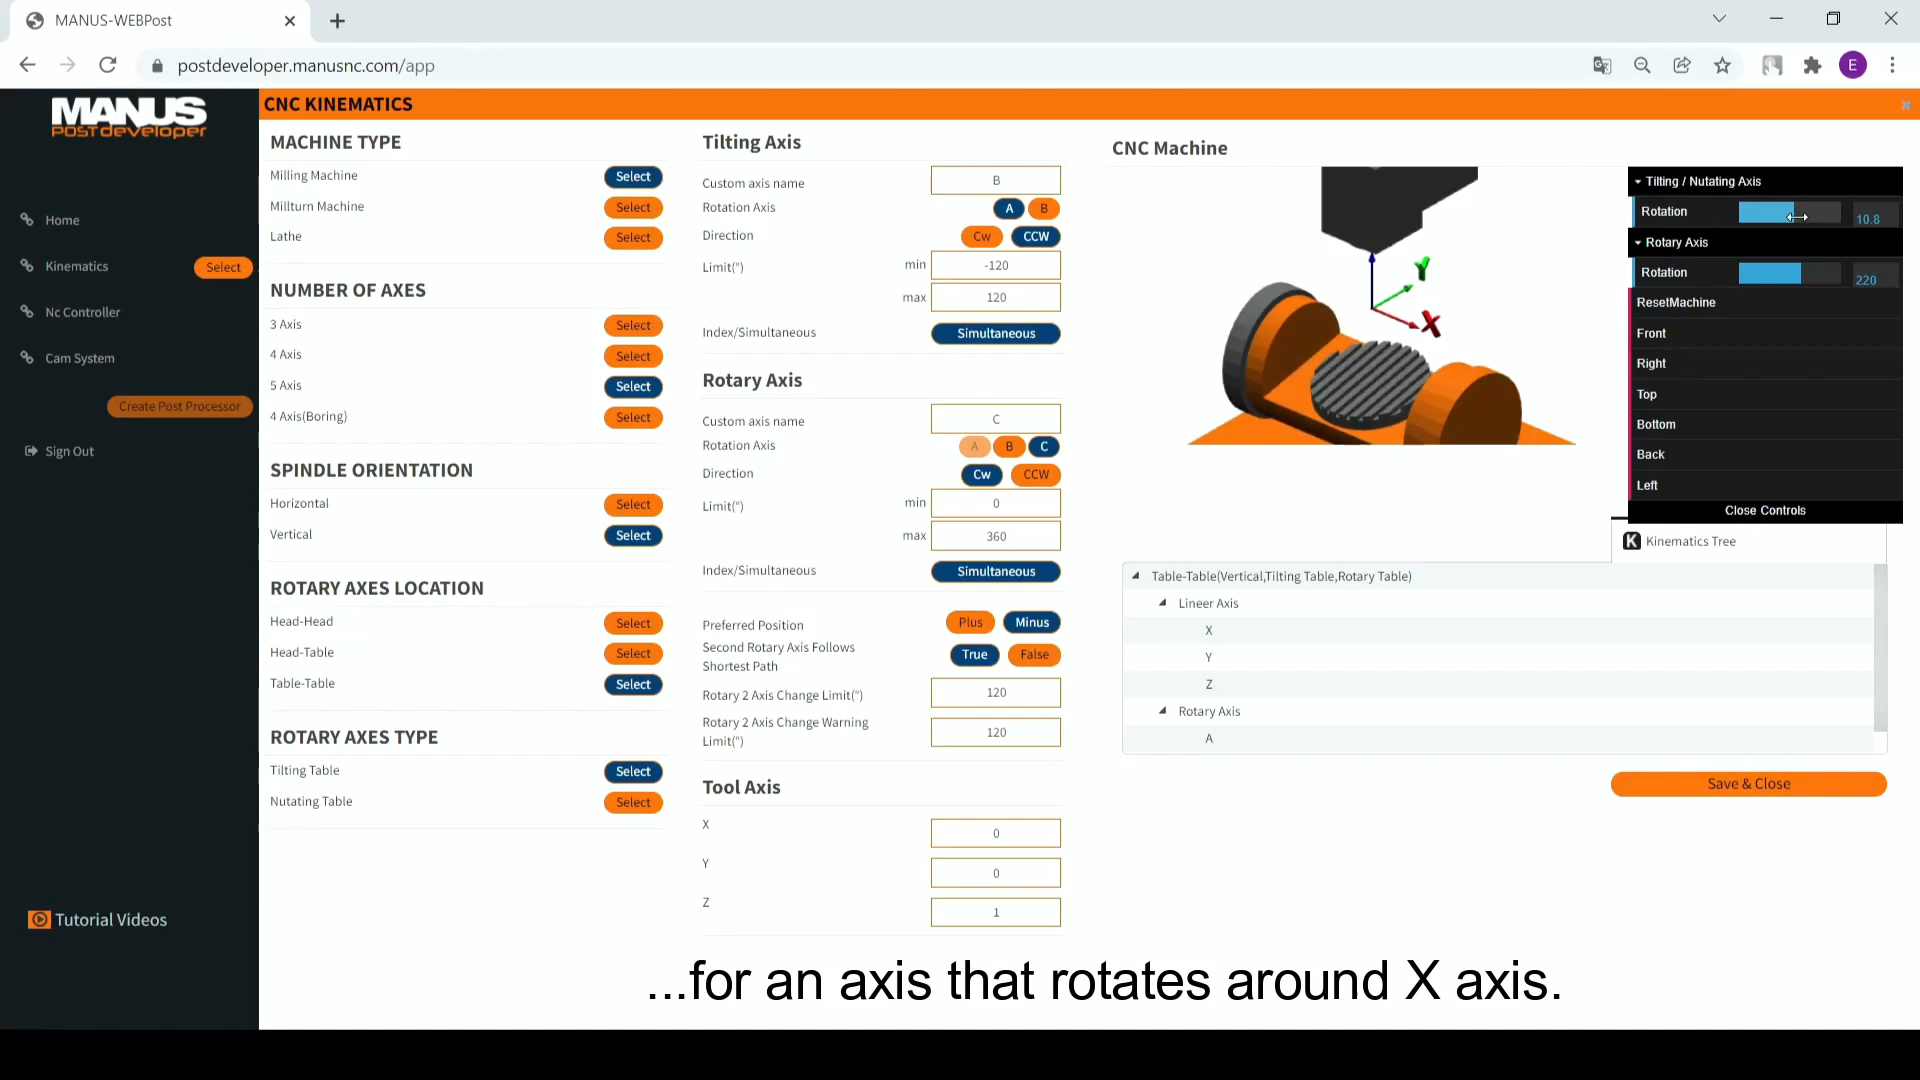 MANUS-WEBPost
postdeveloper.manusnc.com/app
E
MANUS
postdeveloper
Home
Kinematics
Select
Nc Controller
Cam System
Create Post Processor
Sign Out
Tutorial Videos
CNC KINEMATICS
MACHINE TYPE
Milling Machine Select
Millturn Machine Select
Lathe Select
NUMBER OF AXES
3 Axis Select
4 Axis Select
5 Axis Select
4 Axis(Boring) Select
SPINDLE ORIENTATION
Horizontal Select
Vertical Select
ROTARY AXES LOCATION
Head-Head Select
Head-Table Select
Table-Table Select
ROTARY AXES TYPE
Tilting Table Select
Nutating Table Select
Tilting Axis
Custom axis name B
Rotation Axis A B
Direction Cw CCW
Limit(°) min -120
max 120
Index/Simultaneous Simultaneous
Rotary Axis
Custom axis name C
Rotation Axis A B C
Direction Cw CCW
Limit(°) min 0
max 360
Index/Simultaneous Simultaneous
Preferred Position Plus Minus
Second Rotary Axis Follows
Shortest Path True False
Rotary 2 Axis Change Limit(°) 120
Rotary 2 Axis Change Warning
Limit(°) 120
Tool Axis
X 0
Y 0
Z 1
CNC Machine
Y
X
Tilting / Nutating Axis
Rotation 10.8
Rotary Axis
Rotation 220
ResetMachine
Front
Right
Top
Bottom
Back
Left
Close Controls
K Kinematics Tree
Table-Table(Vertical,Tilting Table,Rotary Table)
Lineer Axis
X
Y
Z
Rotary Axis
A
Save & Close
...for an axis that rotates around X axis.